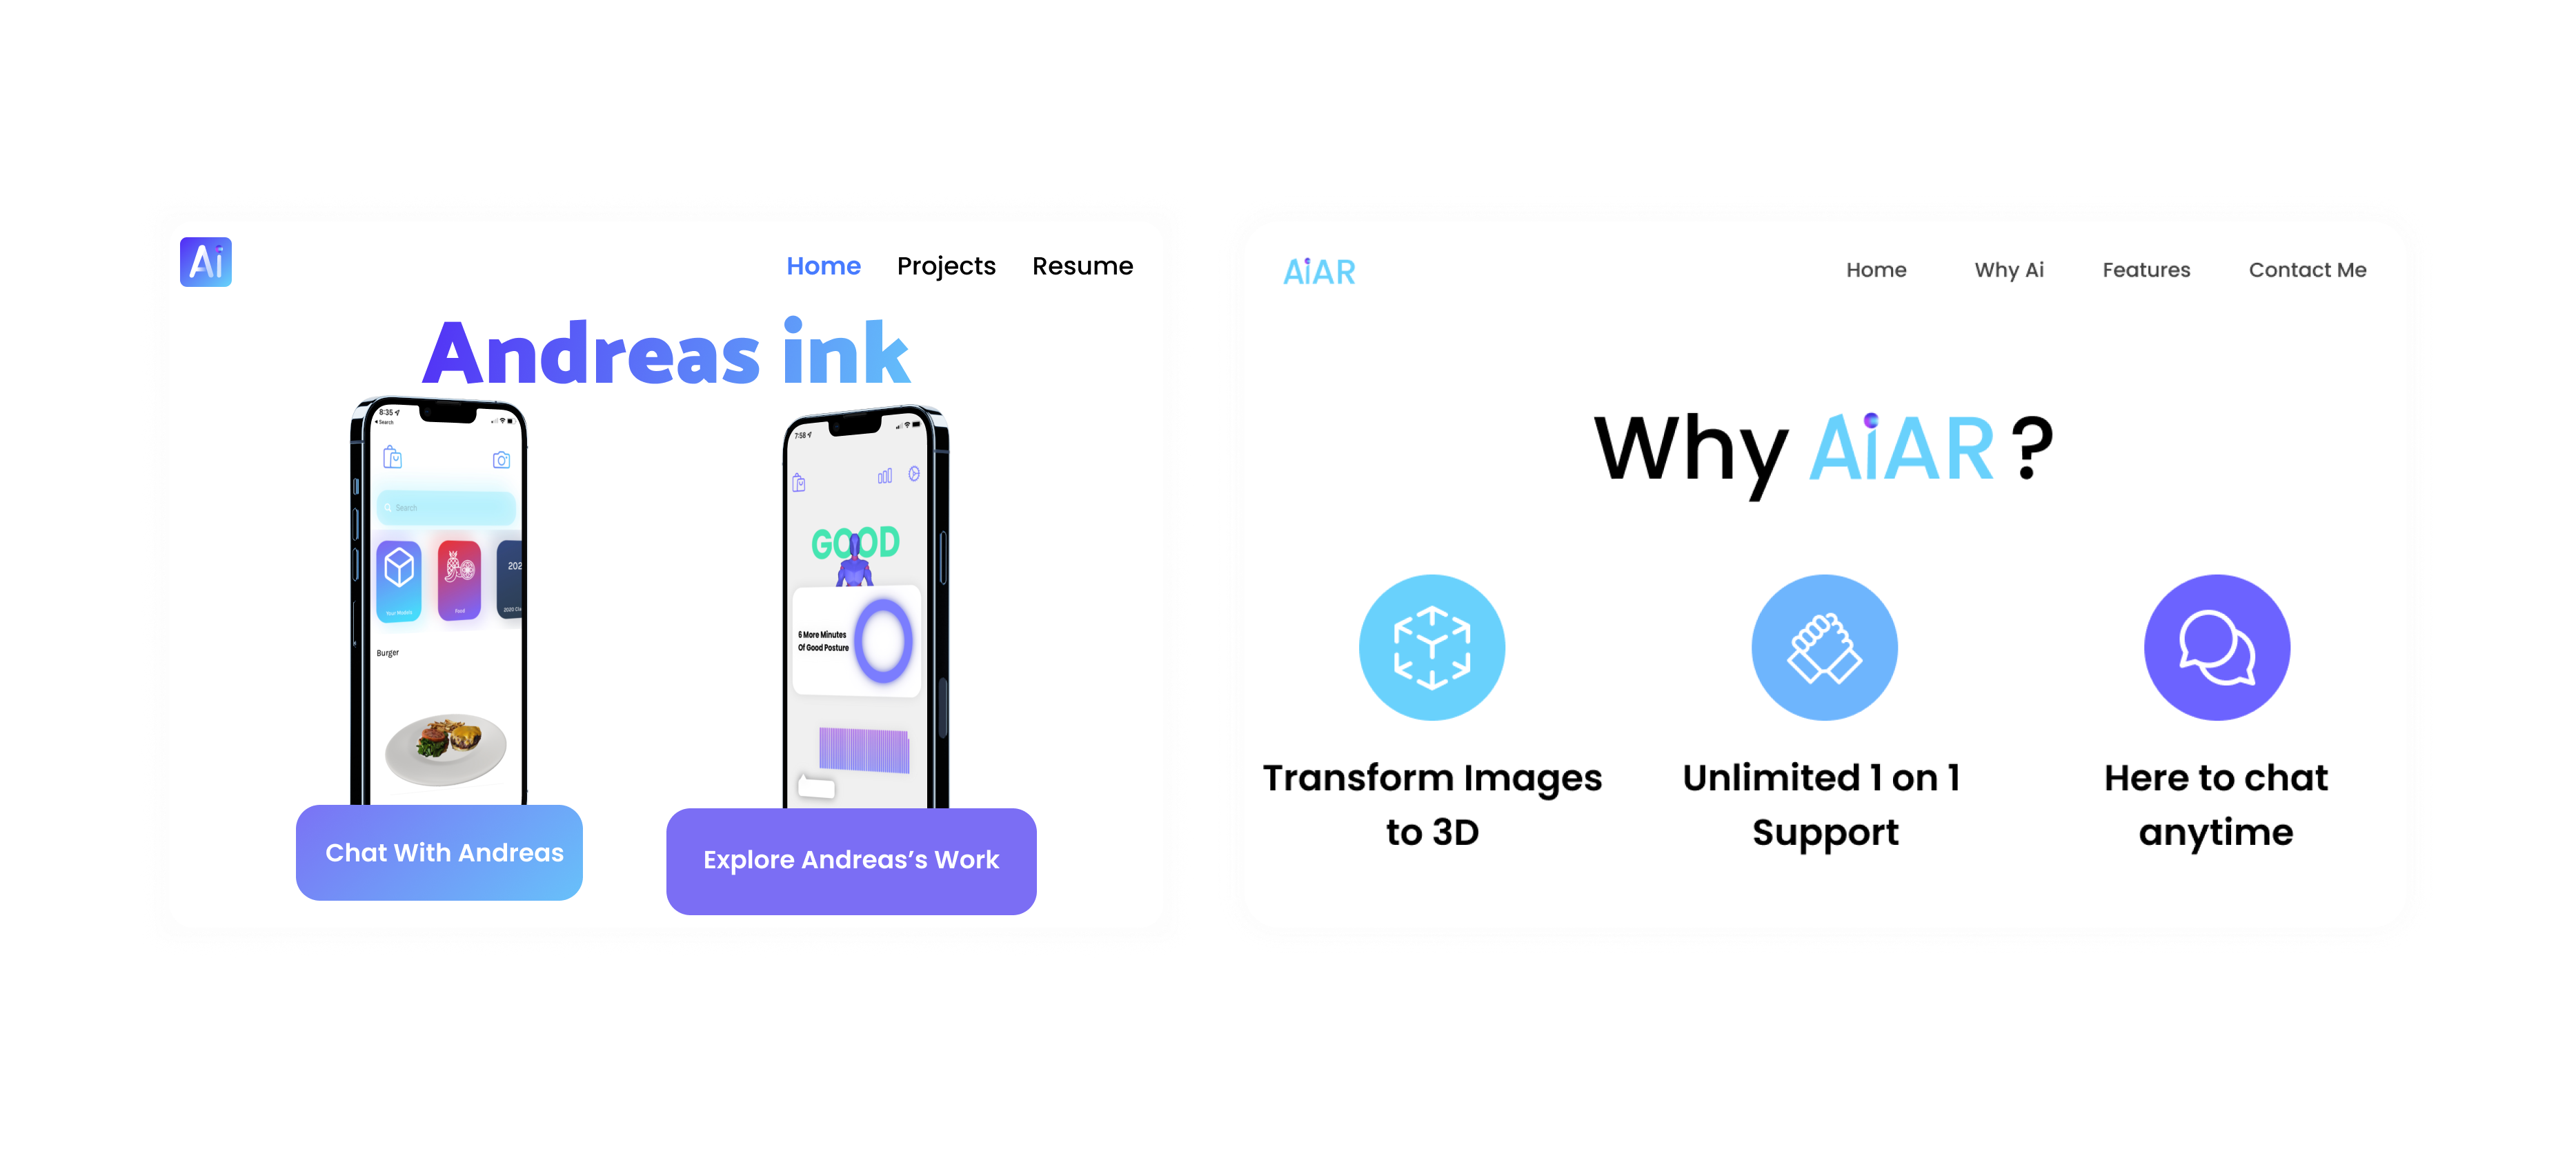 Ai
Home Projects Resume
Andreas ink
8:35
Search
Search
Your Models
Food
202
Burger
7:58
GOOD
6 More Minutes
Of Good Posture
Chat With Andreas
Explore Andreas’s Work
AiAR
Home Why Ai Features Contact Me
Why AiAR ?
Transform Images
to 3D
Unlimited 1 on 1
Support
Here to chat
anytime